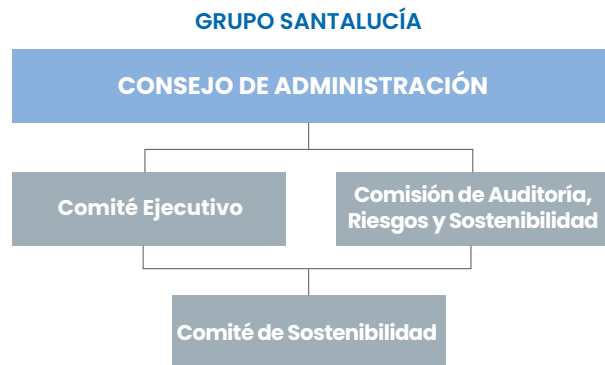 GRUPO SANTALUCÍA
CONSEJO DE ADMINISTRACIÓN
Comité Ejecutivo
Comisión de Auditoría,
Riesgos y Sostenibilidad
Comité de Sostenibilidad